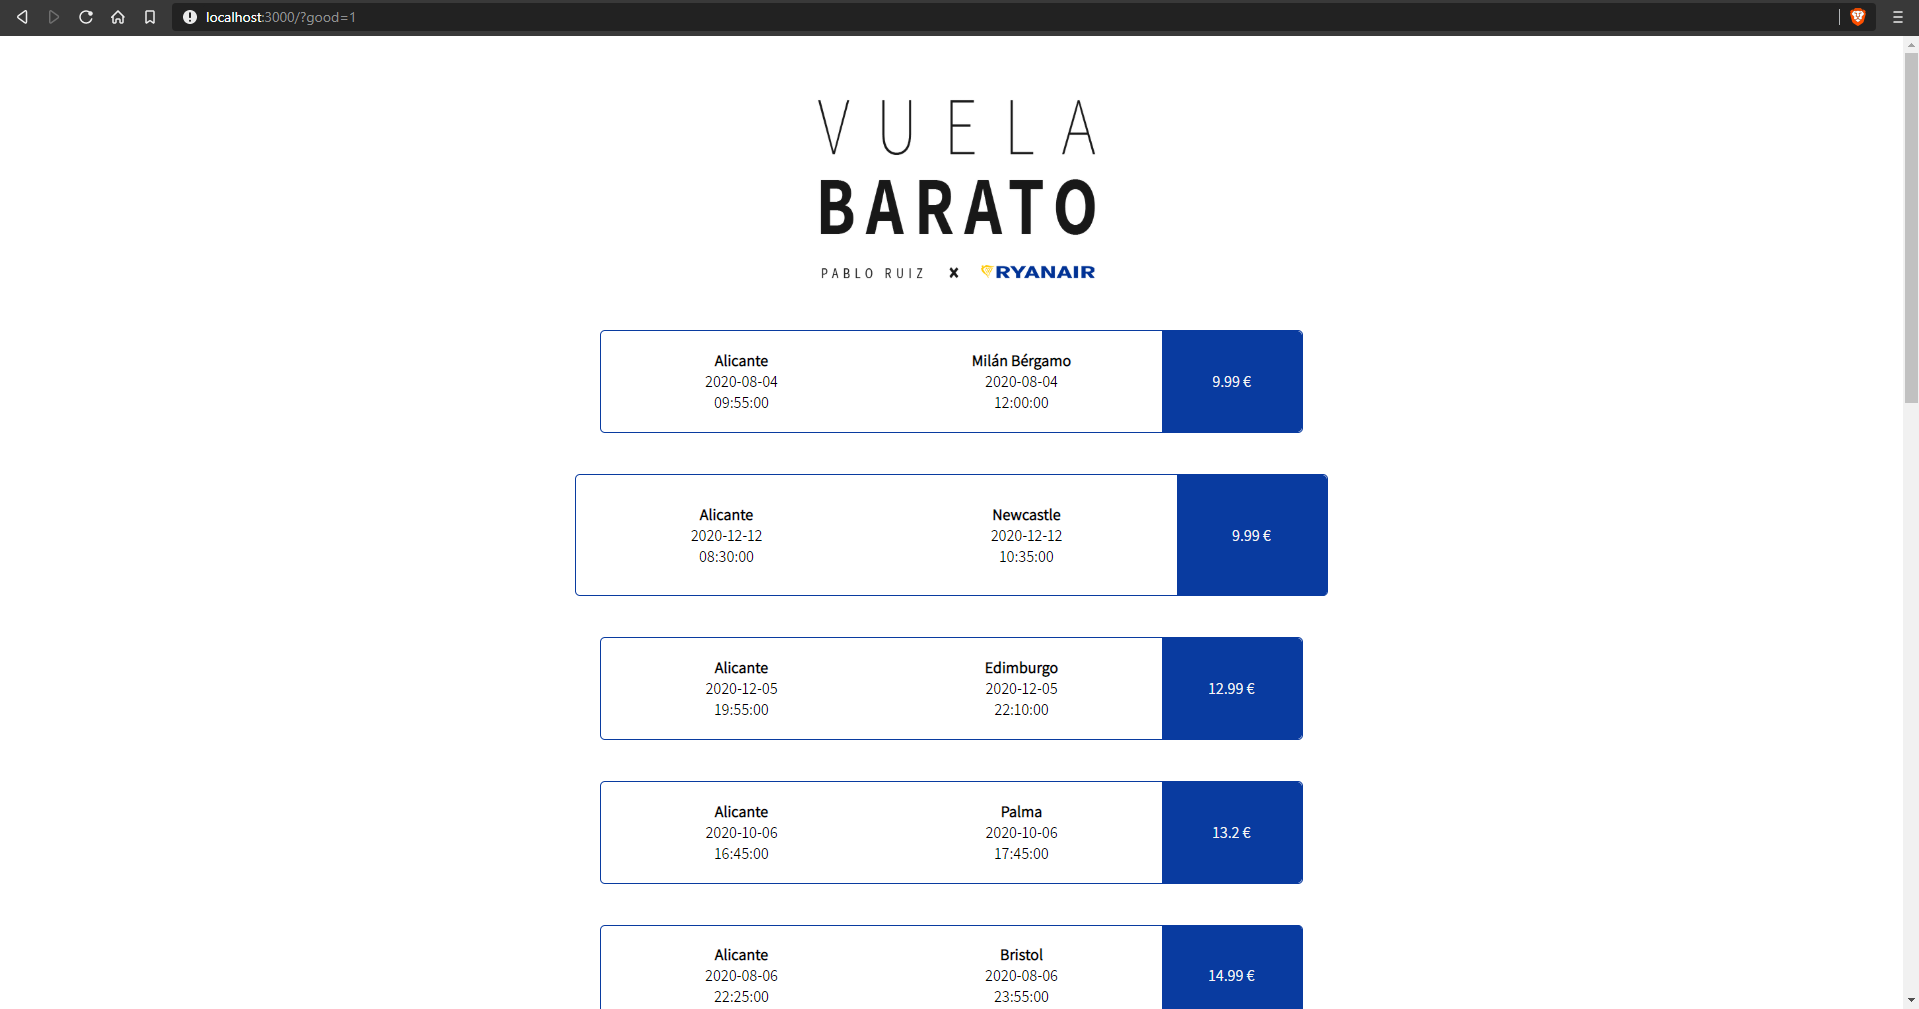 localhost:3000/?good=1
VUELA
BARATO
PABLO RUIZ x RYANAIR
Alicante Milán Bérgamo
2020-08-04 2020-08-04 9.99 €
09:55:00 12:00:00
Alicante Newcastle
2020-12-12 2020-12-12 9.99 €
08:30:00 10:35:00
Alicante Edimburgo
2020-12-05 2020-12-05 12.99 €
19:55:00 22:10:00
Alicante Palma
2020-10-06 2020-10-06 13.2 €
16:45:00 17:45:00
Alicante Bristol
2020-08-06 2020-08-06 14.99 €
22:25:00 23:55:00